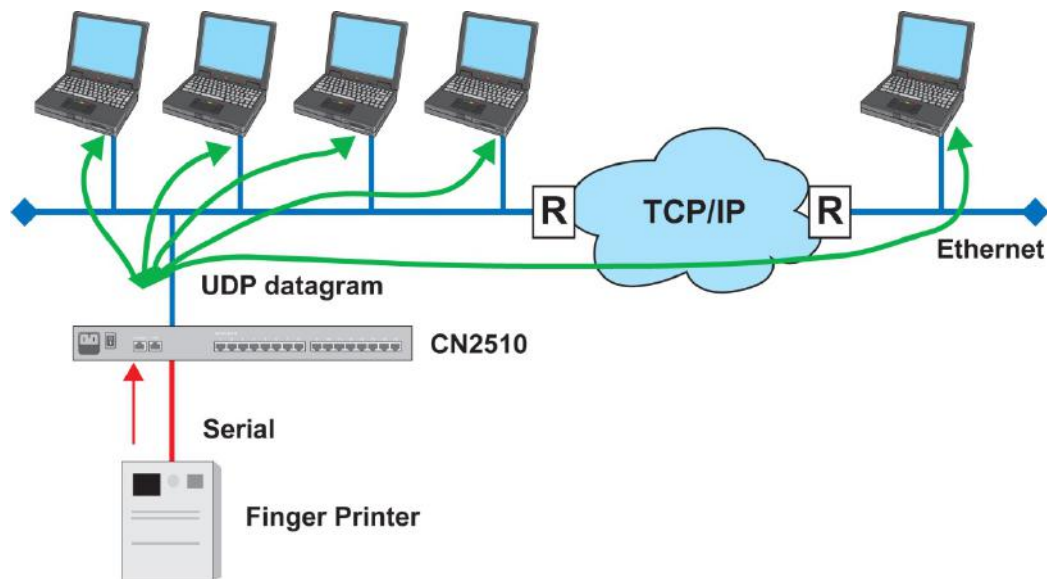 R
TCP/IP
R
Ethernet
UDP datagram
CN2510
Serial
Finger Printer